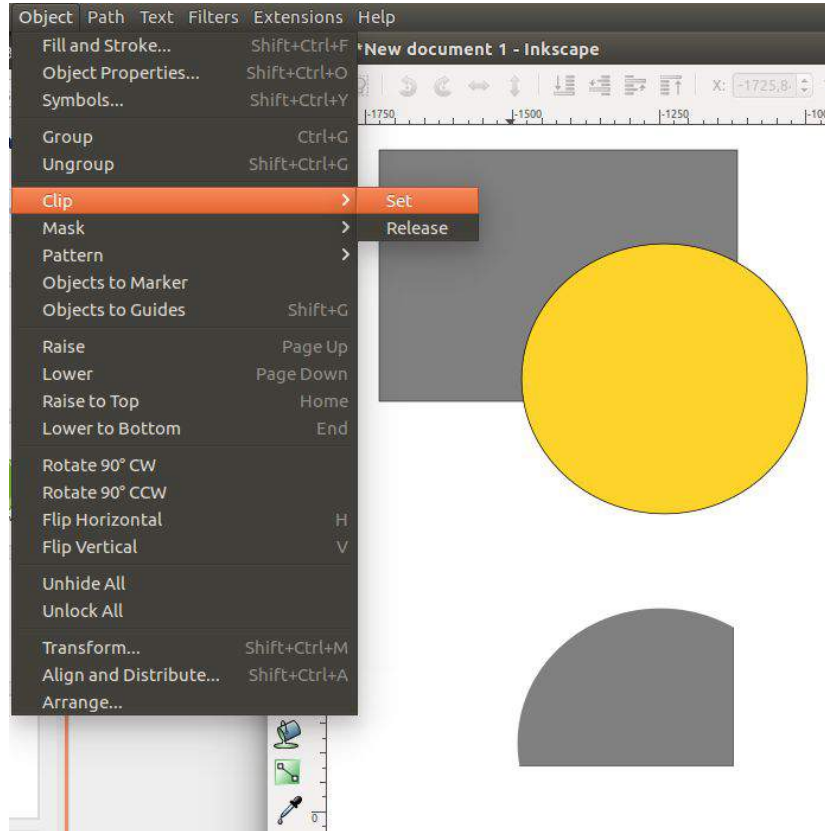 Object Path Text Filters Extensions Help
*New document 1 - Inkscape
Fill and Stroke... Shift+Ctrl+F
Object Properties... Shift+Ctrl+O
Symbols... Shift+Ctrl+Y
X: -1725,8
-1750 -1500 -1250
Group Ctrl+G
Ungroup Shift+Ctrl+G
Clip Set
Mask Release
Pattern
Objects to Marker
Objects to Guides Shift+G
Raise Page Up
Lower Page Down
Raise to Top Home
Lower to Bottom End
Rotate 90° CW
Rotate 90° CCW
Flip Horizontal H
Flip Vertical V
Unhide All
Unlock All
Transform... Shift+Ctrl+M
Align and Distribute... Shift+Ctrl+A
Arrange...
0